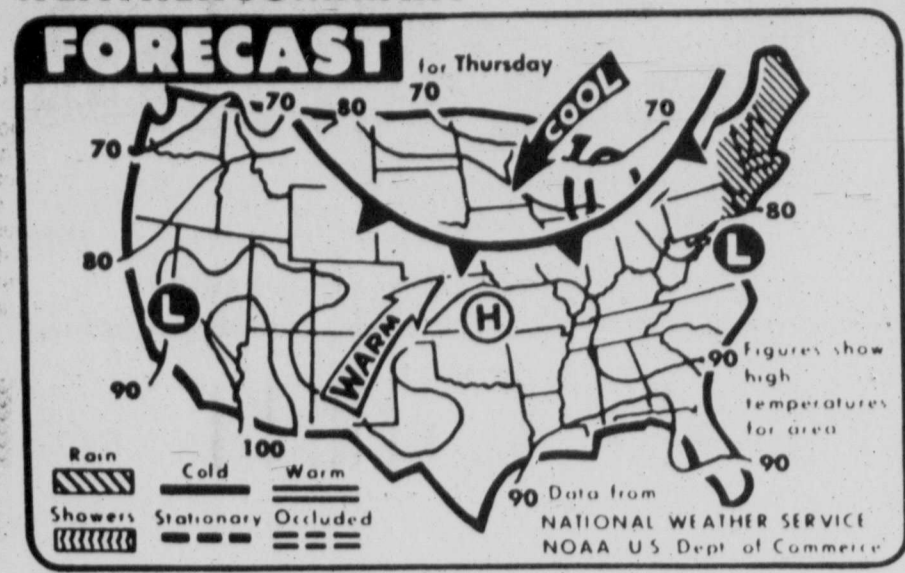 FORECAST
for Thursday
70
80
70
COOL
70
70
80
80
L
L
H
WARM
90
90
Figures show
high
temperatures
for area
100
90
90
Rain
Cold
Warm
Showers
Stationary
Occluded
Data from
NATIONAL WEATHER SERVICE
NOAA U S Dept of Commerce